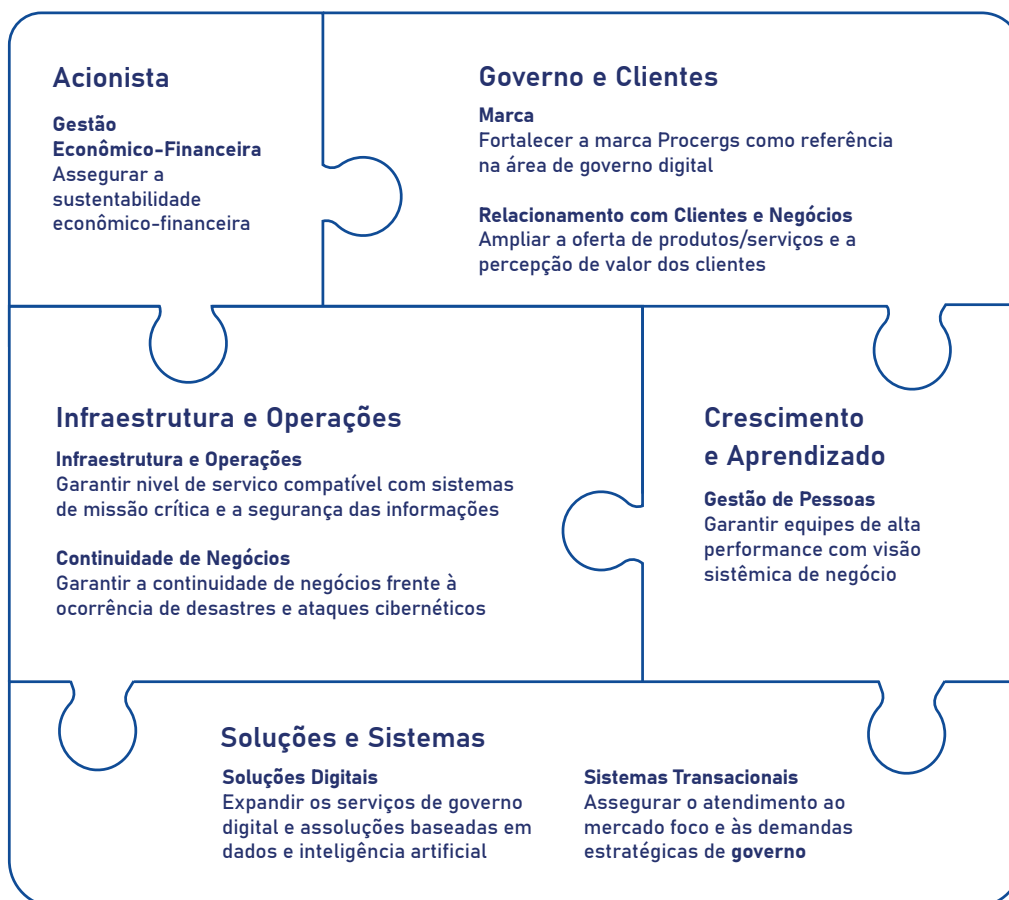 Acionista
Gestão
Econômico-Financeira
Assegurar a
sustentabilidade
econômico-financeira
Governo e Clientes
Marca
Fortalecer a marca Procergs como referência
na área de governo digital
Relacionamento com Clientes e Negócios
Ampliar a oferta de produtos/serviços e a
percepção de valor dos clientes
Infraestrutura e Operações
Infraestrutura e Operações
Garantir nivel de servico compatível com sistemas
de missão crítica e a segurança das informações
Continuidade de Negócios
Garantir a continuidade de negócios frente à
ocorrência de desastres e ataques cibernéticos
Crescimento
e Aprendizado
Gestão de Pessoas
Garantir equipes de alta
performance com visão
sistêmica de negócio
Soluções e Sistemas
Soluções Digitais
Expandir os serviços de governo
digital e assoluções baseadas em
dados e inteligência artificial
Sistemas Transacionais
Assegurar o atendimento ao
mercado foco e às demandas
estratégicas de governo